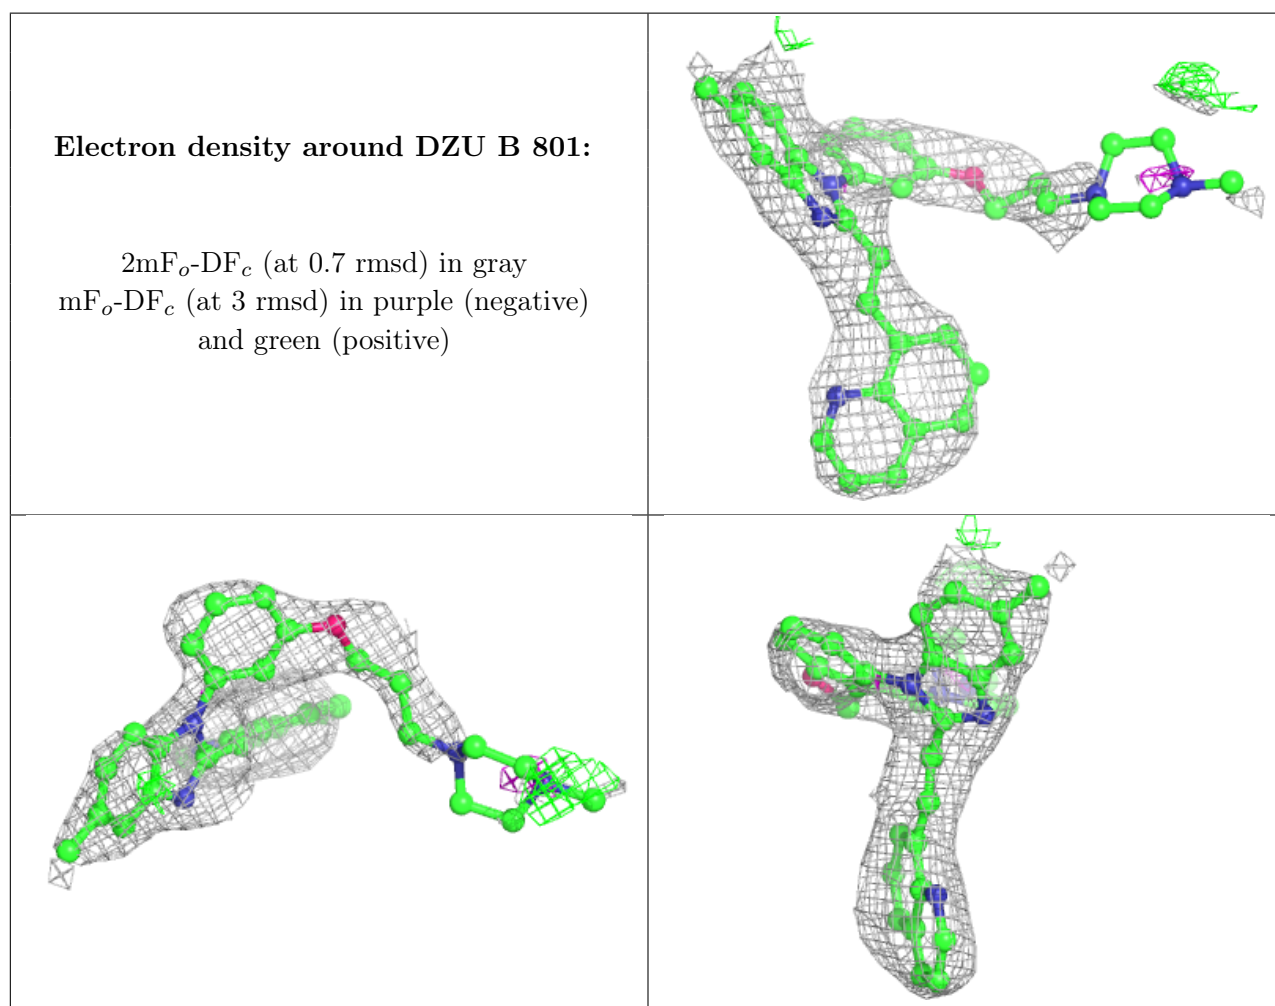 Electron density around DZU B 801:
2mFo-DFc (at 0.7 rmsd) in gray
mFo-DFc (at 3 rmsd) in purple (negative)
and green (positive)